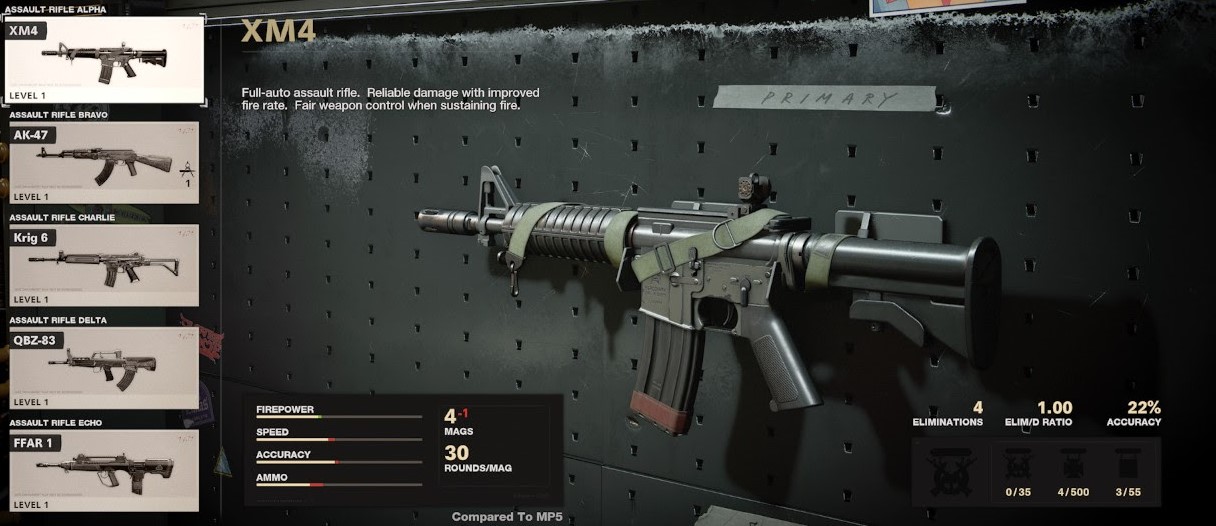 ASSAULT RIFLE ALPHA
XM4
LEVEL 1
ASSAULT RIFLE BRAVO
AK-47
1
LEVEL 1
ASSAULT RIFLE CHARLIE
Krig 6
LEVEL 1
ASSAULT RIFLE DELTA
QBZ-83
LEVEL 1
ASSAULT RIFLE ECHO
FFAR 1
LEVEL 1
XM4
Full-auto assault rifle. Reliable damage with improved
fire rate. Fair weapon control when sustaining fire.
PRIMARY
FIREPOWER
SPEED
ACCURACY
AMMO
4 -1
MAGS
30
ROUNDS/MAG
Compared To MP5
4 1.00 22%
ELIMINATIONS ELIM/D RATIO ACCURACY
0/35 4/500 3/55